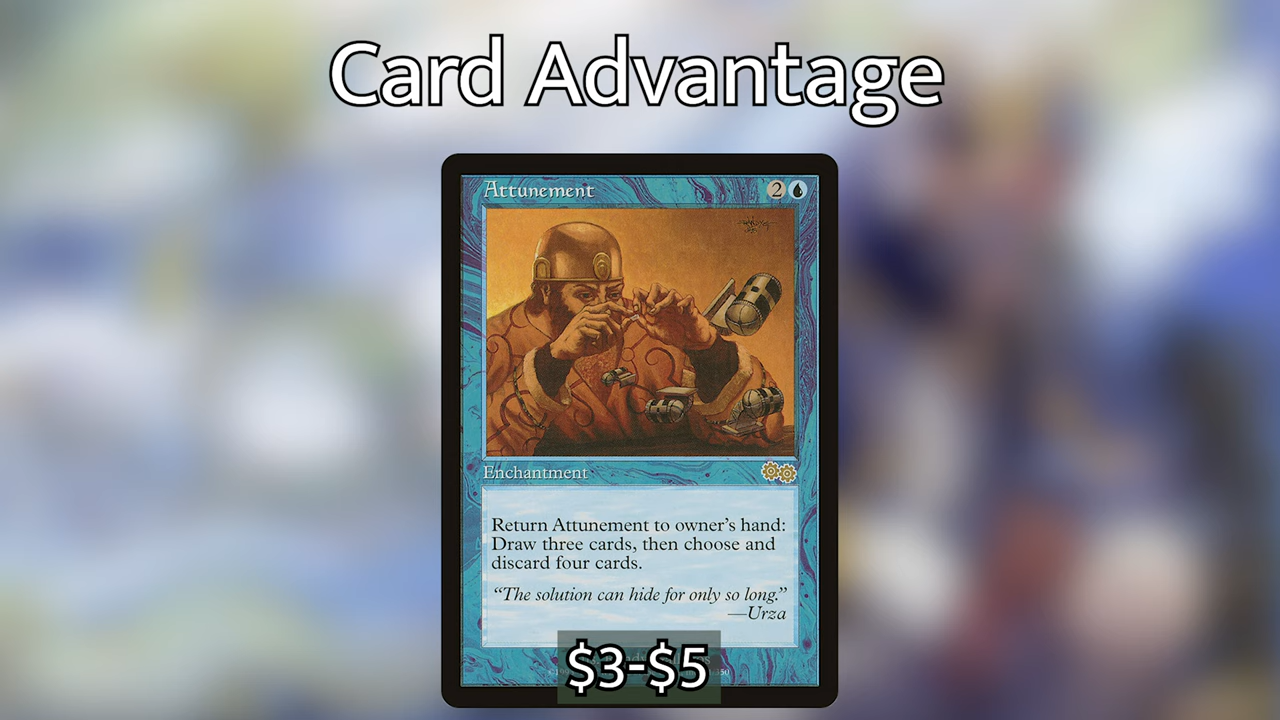 Card Advantage
Attunement 2
Enchantment
Return Attunement to owner's hand:
Draw three cards, then choose and
discard four cards.
“The solution can hide for only so long.”
—Urza
$3-$5